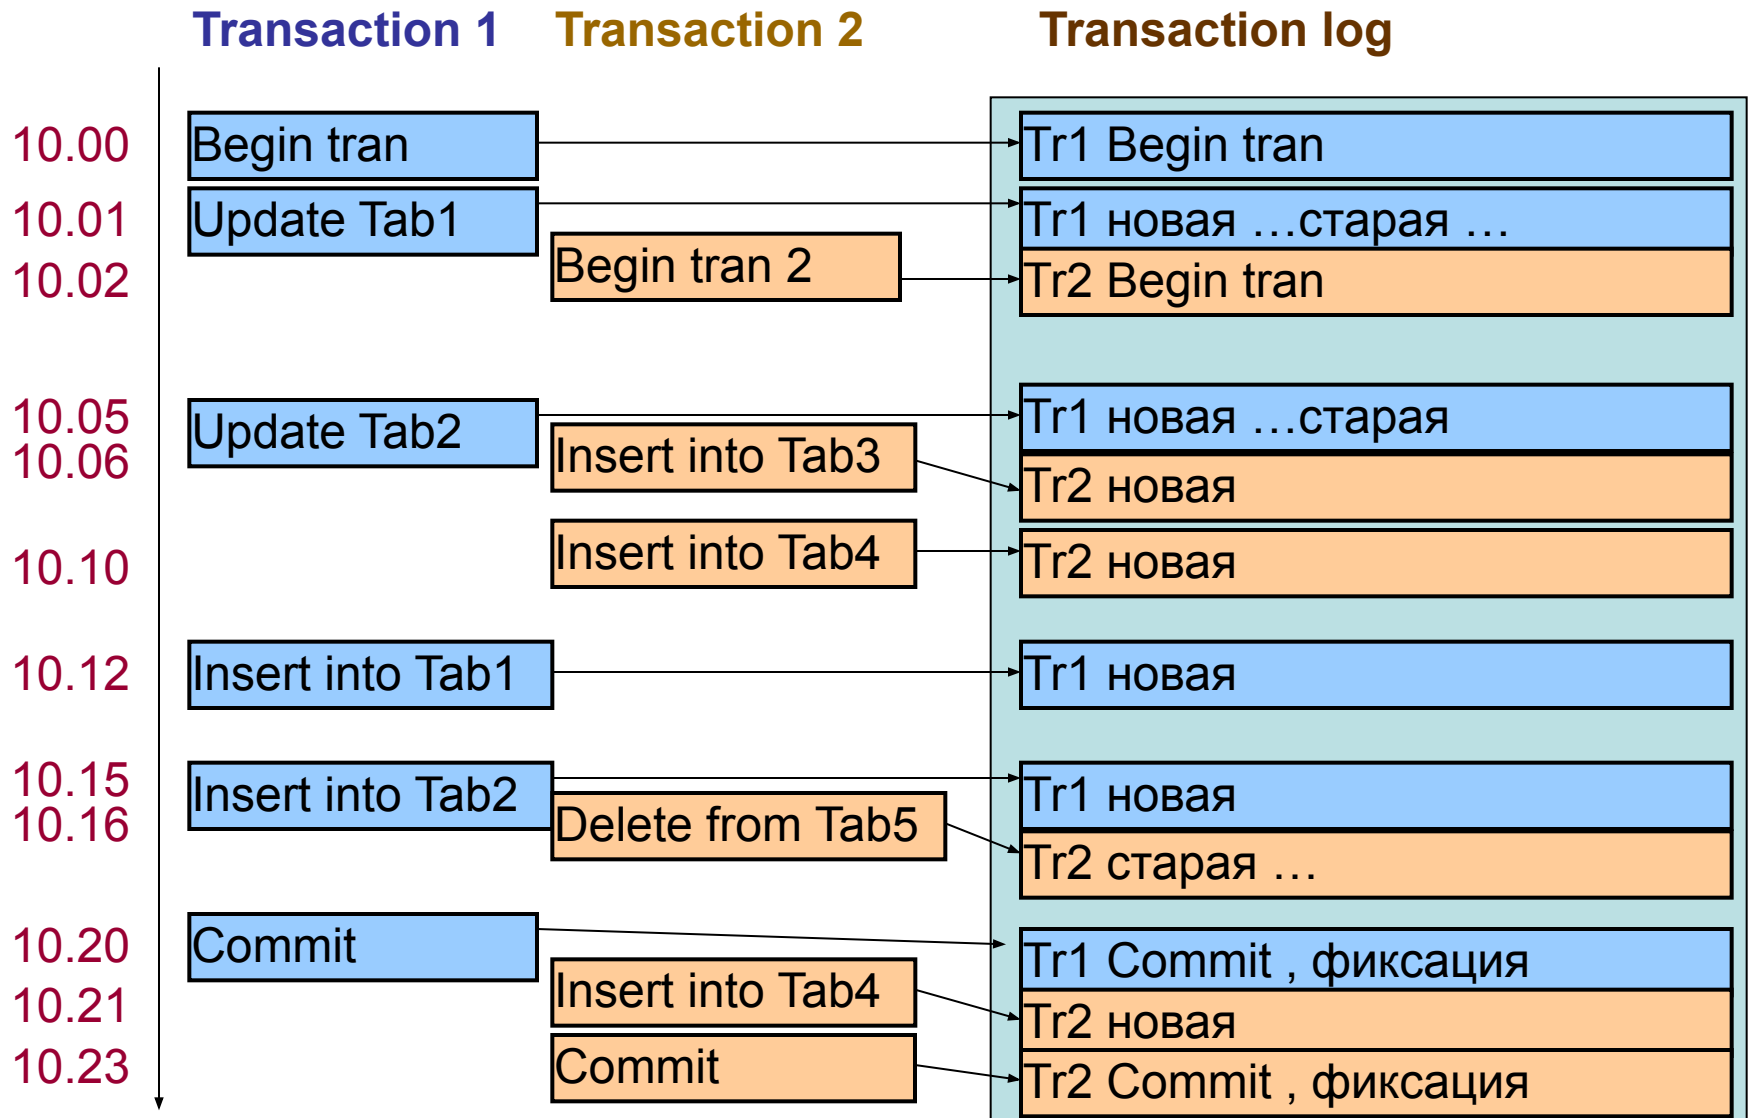 Transaction 1 Transaction 2 Transaction log
10.00 Begin tran Tr1 Begin tran
10.01 Update Tab1 Tr1 новая …старая …
10.02 Begin tran 2 Tr2 Begin tran
10.05 Update Tab2 Tr1 новая …старая
10.06 Insert into Tab3 Tr2 новая
10.10 Insert into Tab4 Tr2 новая
10.12 Insert into Tab1 Tr1 новая
10.15 Insert into Tab2 Tr1 новая
10.16 Delete from Tab5 Tr2 старая …
10.20 Commit Tr1 Commit , фиксация
10.21 Insert into Tab4 Tr2 новая
10.23 Commit Tr2 Commit , фиксация